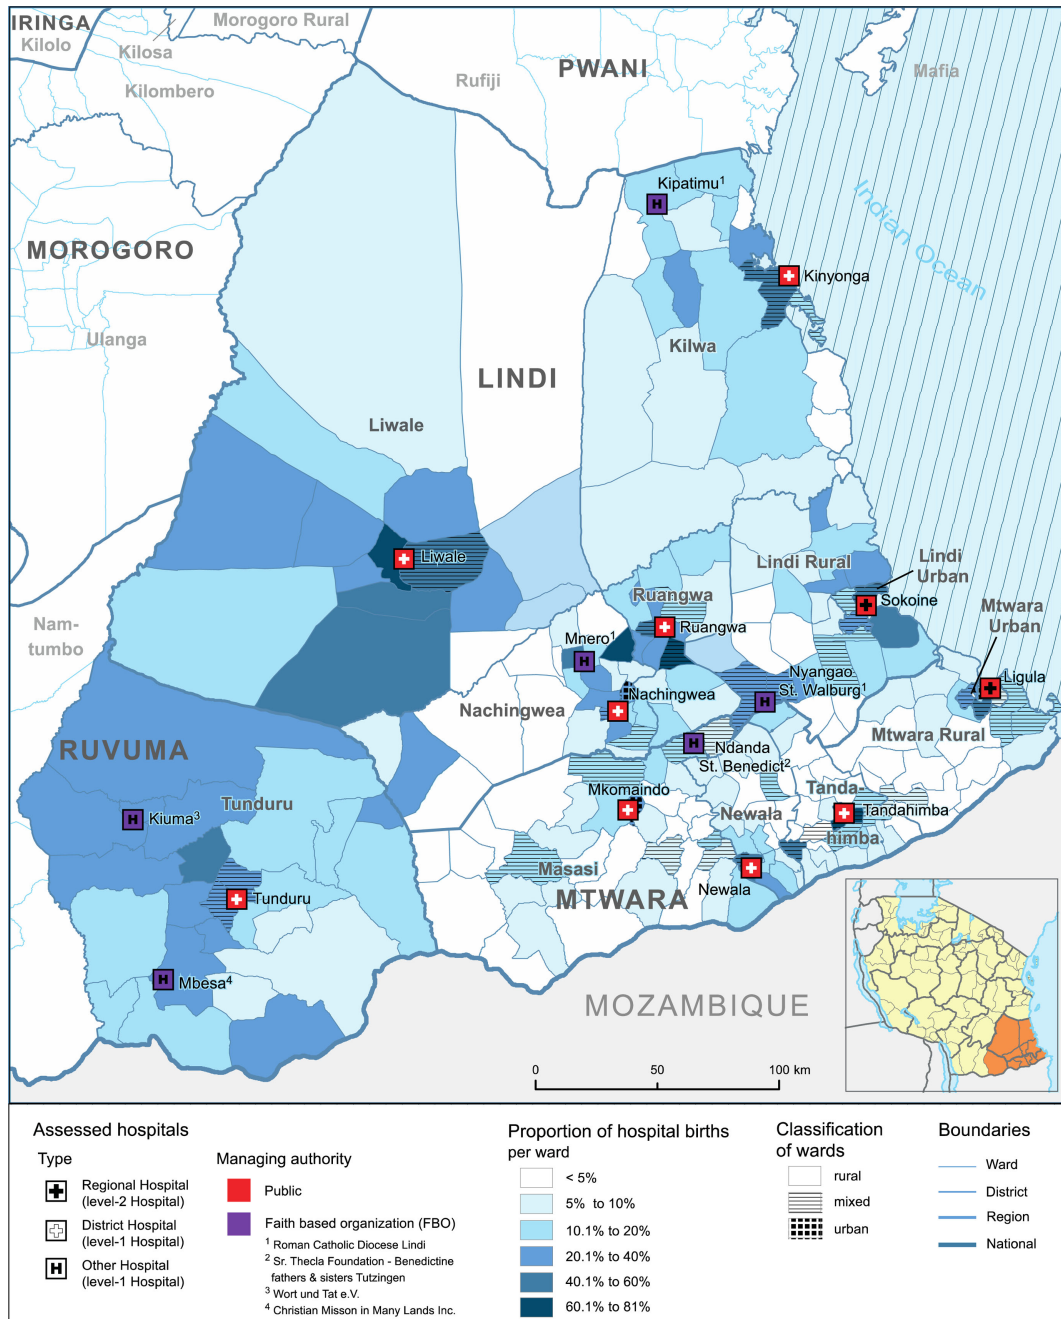 IRINGA
Kilolo
Morogoro Rural
Kilosa
Kilombero
Rufiji
PWANI
Mafia
MOROGORO
Ulanga
Kipatimu1
Indian Ocean
Kinyonga
Kilwa
LINDI
Liwale
Liwale
Lindi Rural
Lindi
Urban
Sokoine
Mtwara
Urban
Ruangwa
Ruangwa
Nam-
tumbo
Mnero1
Nyangao
St. Walburg1
Ligula
Nachingwea
Nachingwea
Mtwara Rural
RUVUMA
Ndanda
St. Benedict2
Tunduru
Mkomaindo
Newala
Tanda-
himba
Tandahimba
Kiuma3
Masasi
MTWARA
Newala
Tunduru
Mbesa4
MOZAMBIQUE
0 50 100 km
Assessed hospitals
Type
Regional Hospital
(level-2 Hospital)
District Hospital
(level-1 Hospital)
Other Hospital
(level-1 Hospital)
Managing authority
Public
Faith based organization (FBO)
1 Roman Catholic Diocese Lindi
2 Sr. Thecla Foundation - Benedictine
fathers & sisters Tutzingen
3 Wort und Tat e.V.
4 Christian Misson in Many Lands Inc.
Proportion of hospital births
per ward
< 5%
5% to 10%
10.1% to 20%
20.1% to 40%
40.1% to 60%
60.1% to 81%
Classification
of wards
rural
mixed
urban
Boundaries
Ward
District
Region
National